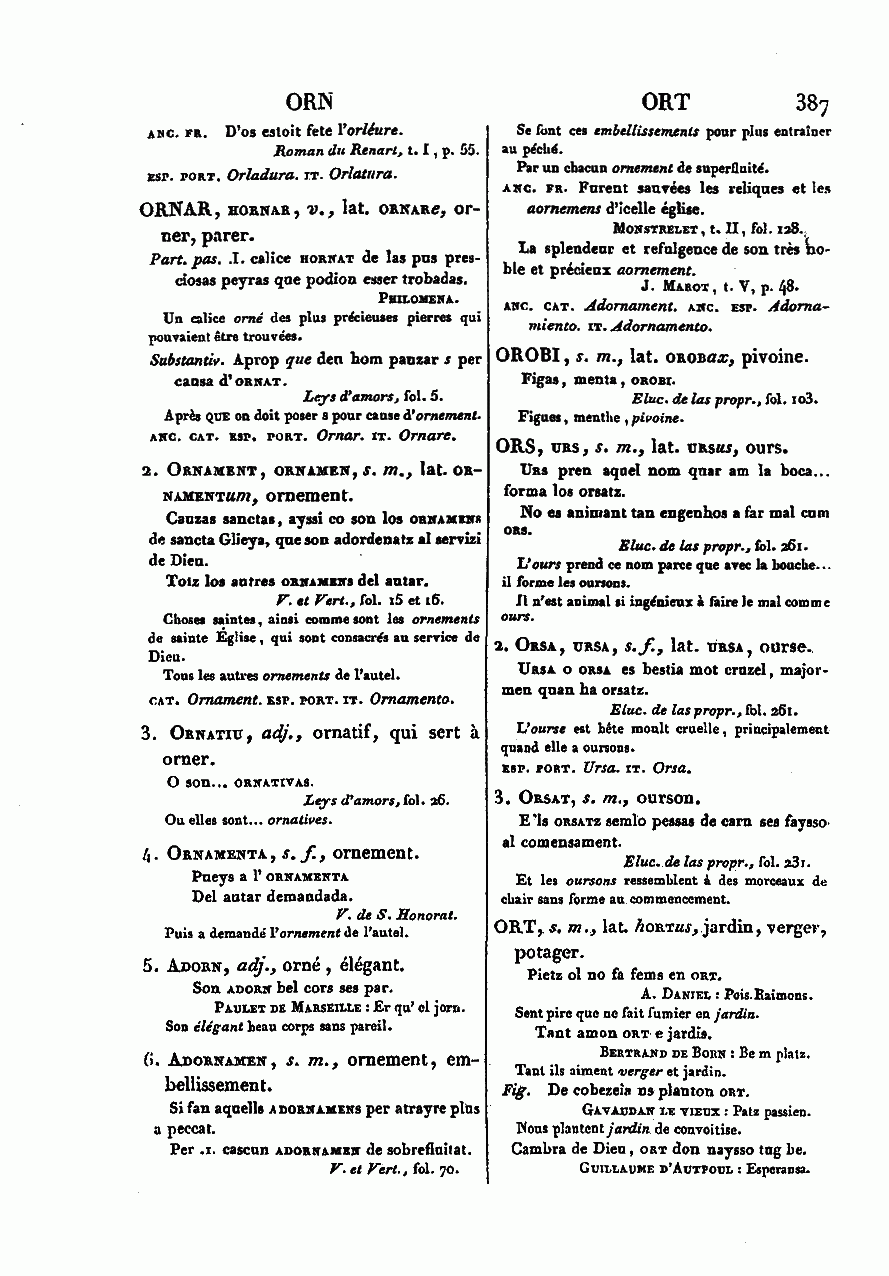 ORN
ORT 387
ANC. FR. D'os estoit fete l'orléure.
Roman du Renart, t. I, p. 55.
ESP. PORT. Orladura. IT. Orlatura.
ORNAR, HORNAR, v., lat. ORNARe, or-
ner, parer.
Part. pas. .I. calice HORNAT de las pus pres-
ciosas peyras que podion esser trobadas.
PHILOMENA.
Un calice orné des plus précieuses pierres qui
pouvaient être trouvées.
Substantiv. Aprop que den hom pauzar s per
causa d'ORNAT.
Leys d'amors, fol. 5.
Après QUE on doit poser s pour cause d'ornement.
ANC. CAT. ESP. PORT. Ornar. IT. Ornare.
2. ORNAMENT, ORNAMEN, s. m., lat. OR-
NAMENTum, ornement.
Cauzas sanctas, ayssi co son los ORNAMENS
de sancta Glieya, que son adordenatz al servizi
de Dieu.
Totz los autres ORNAMENS del autar.
V. et Vert., fol. 15 et 16.
Choses saintes, ainsi comme sont les ornements
de sainte Église, qui sont consacrés au service de
Dieu.
Tous les autres ornements de l'autel.
CAT. Ornament. ESP. PORT. IT. Ornamento.
3. ORNATIU, adj., ornatif, qui sert à
orner.
O son... ORNATIVAS.
Leys d'amors, fol. 26.
Ou elles sont... ornatives.
4. ORNAMENTA, s. f., ornement.
Pueys a l'ORNAMENTA
Del autar demandada.
V. de S. Honorat.
Puis a demandé l'ornement de l'autel.
5. ADORN, adj., orné, élégant.
Son ADORN bel cors ses par.
PAULET DE MARSEILLE : Er qu'el jorn.
Son élégant beau corps sans pareil.
6. ADORNAMEN, s. m., ornement, em-
bellissement.
Si fan aquells ADORNAMENS per atrayre plus
a peccat.
Per .I. cascun ADORNAMEN de sobrefluitat.
V. et Vert., fol. 70.
Se font ces embellissements pour plus entraîner
au péché.
Par un chacun ornement de superfluité.
ANC. FR. Furent sauvées les reliques et les
aornemens d'icelle église.
MONSTRELET, t. II, fol. 128.
La splendeur et refulgence de son très no-
ble et précieux aornement.
J. MAROT, t. V, p. 48.
ANC. CAT. Adornament. ANC. ESP. Adorna-
miento. IT. Adornamento.
OROBI, s. m., lat. OROBax, pivoine.
Figas, menta, OROBI.
Eluc. de las propr., fol. 103.
Figues, menthe, pivoine.
ORS, URS, s. m., lat. URSus, ours.
URS pren aquel nom quar am la boca...
forma los orsatz.
No es animant tan engenhos a far mal cum
ORS.
Eluc. de las propr., fol. 261.
L'ours prend ce nom parce que avec la bouche...
il forme les oursons.
Il n'est animal si ingénieux à faire le mal comme
ours.
2. ORSA, URSA, s. f., lat. URSA, ourse.
URSA o ORSA es bestia mot cruzel, major-
men quan ha orsatz.
Eluc. de las propr., fol. 261.
L'ourse est bête moult cruelle, principalement
quand elle a oursons.
ESP. PORT. Ursa. IT. Orsa.
3. ORSAT, s. m., ourson.
E 'ls ORSATZ semlo pessas de carn ses faysso
al comensament.
Eluc. de las propr., fol. 231.
Et les oursons ressemblent à des morceaux de
chair sans forme au commencement.
ORT, s. m., lat. hORTus, jardin, verger,
potager.
Pietz ol no fa fems en ORT.
A. DANIEL : Pois Raimons.
Sent pire que ne fait fumier en jardin.
Tant amon ORT e jardis.
BERTRAND DE BORN : Be m platz.
Tant ils aiment verger et jardin.
Fig. De cobezeia us planton ORT.
GAVAUDAN LE VIEUX : Patz passien.
Nous plantent jardin de convoitise.
Cambra de Dieu, ORT don naysso tug be.
GUILLAUME D'AUTPOUL : Esperansa.